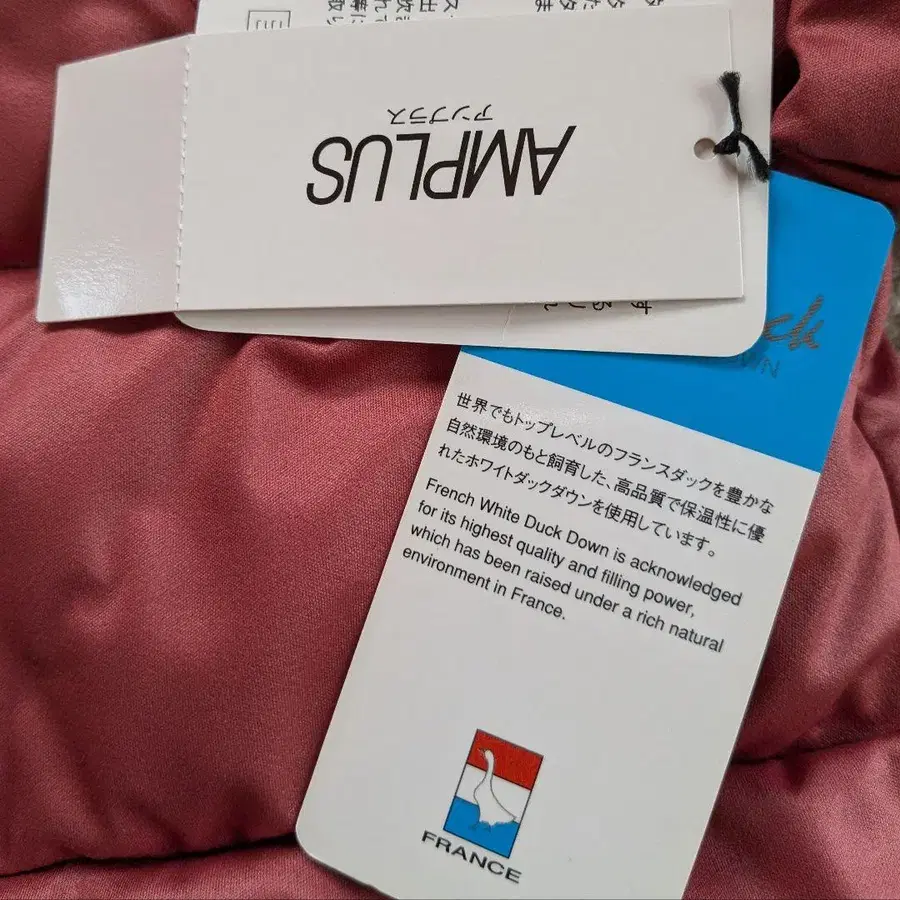 AMPLUS
アンプラス
世界でもトップレベルのフランスダックを豊かな
自然環境のもと飼育した、高品質で保温性に優
れたホワイトダックダウンを使用しています。
French White Duck Down is acknowledged
for its highest quality and filling power,
which has been raised under a rich natural
environment in France.
FRANCE